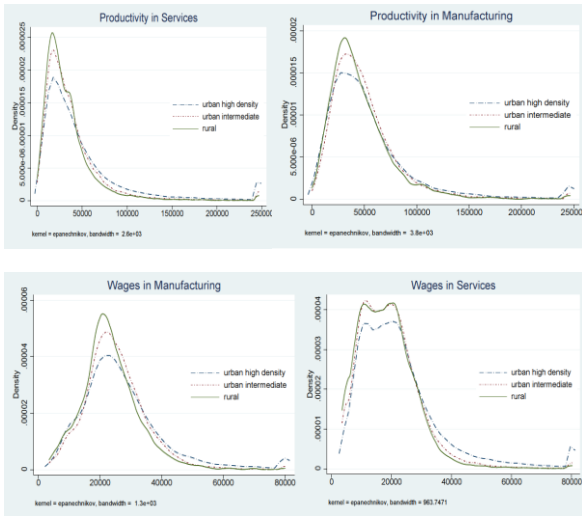 Productivity in Services
Density
.000025
.00002
.000015
.00001
5.000e-06
0
urban high density
urban intermediate
rural
0 50000 100000 150000 200000 250000
kernel = epanechnikov, bandwidth = 2.6e+03
Productivity in Manufacturing
Density
.00002
.000015
.00001
5.000e-06
0
urban high density
urban intermediate
rural
0 50000 100000 150000 200000 250000
kernel = epanechnikov, bandwidth = 3.8e+03
Wages in Manufacturing
Density
.00006
.00004
.00002
0
urban high density
urban intermediate
rural
0 20000 40000 60000 80000
kernel = epanechnikov, bandwidth = 1.3e+03
Wages in Services
Density
.00004
.00003
.00002
.00001
0
urban high density
urban intermediate
rural
0 20000 40000 60000 80000
kernel = epanechnikov, bandwidth = 963.7471